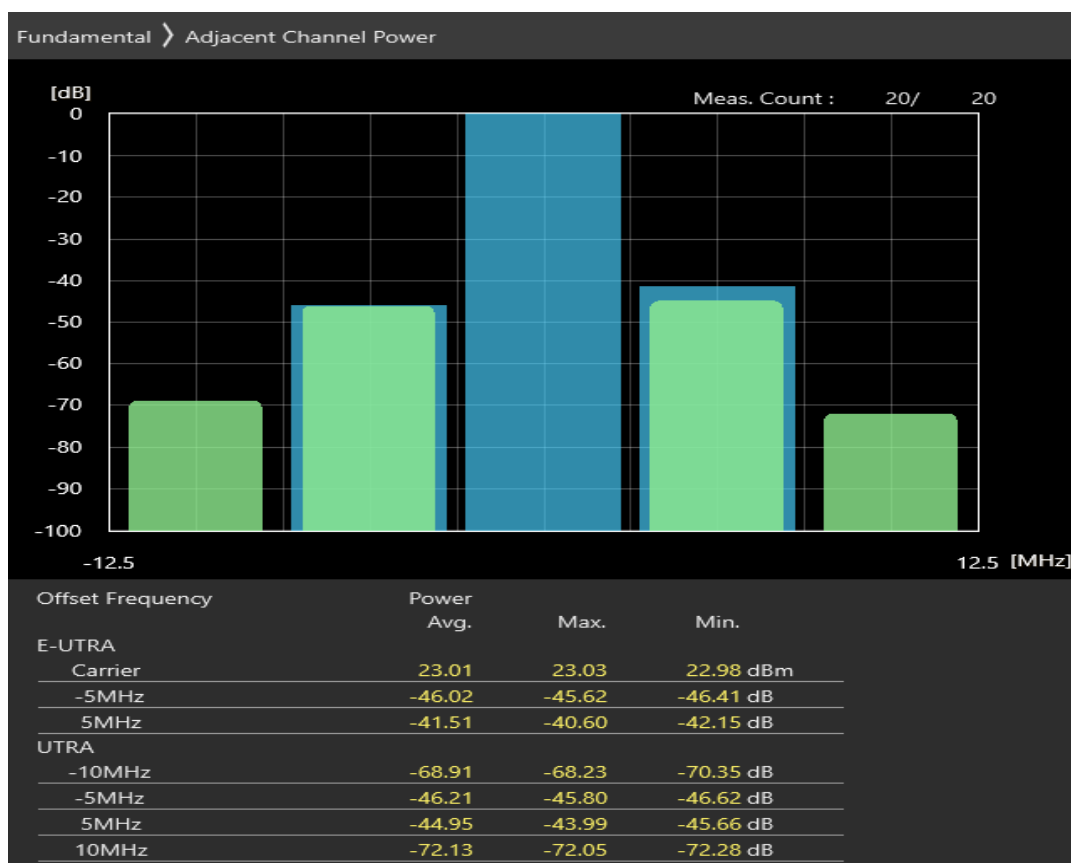 Fundamental ❯ Adjacent Channel Power
[dB]
Meas. Count : 20/ 20
0
-10
-20
-30
-40
-50
-60
-70
-80
-90
-100
-12.5 12.5 [MHz]
Offset Frequency Power
Avg. Max. Min.
E-UTRA
Carrier 23.01 23.03 22.98 dBm
-5MHz -46.02 -45.62 -46.41 dB
5MHz -41.51 -40.60 -42.15 dB
UTRA
-10MHz -68.91 -68.23 -70.35 dB
-5MHz -46.21 -45.80 -46.62 dB
5MHz -44.95 -43.99 -45.66 dB
10MHz -72.13 -72.05 -72.28 dB